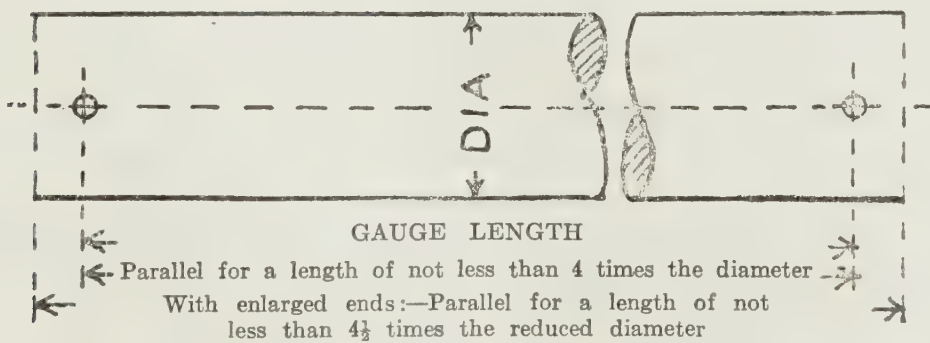 DIA
GAUGE LENGTH
Parallel for a length of not less than 4 times the diameter
With enlarged ends:—Parallel for a length of not
less than 4½ times the reduced diameter